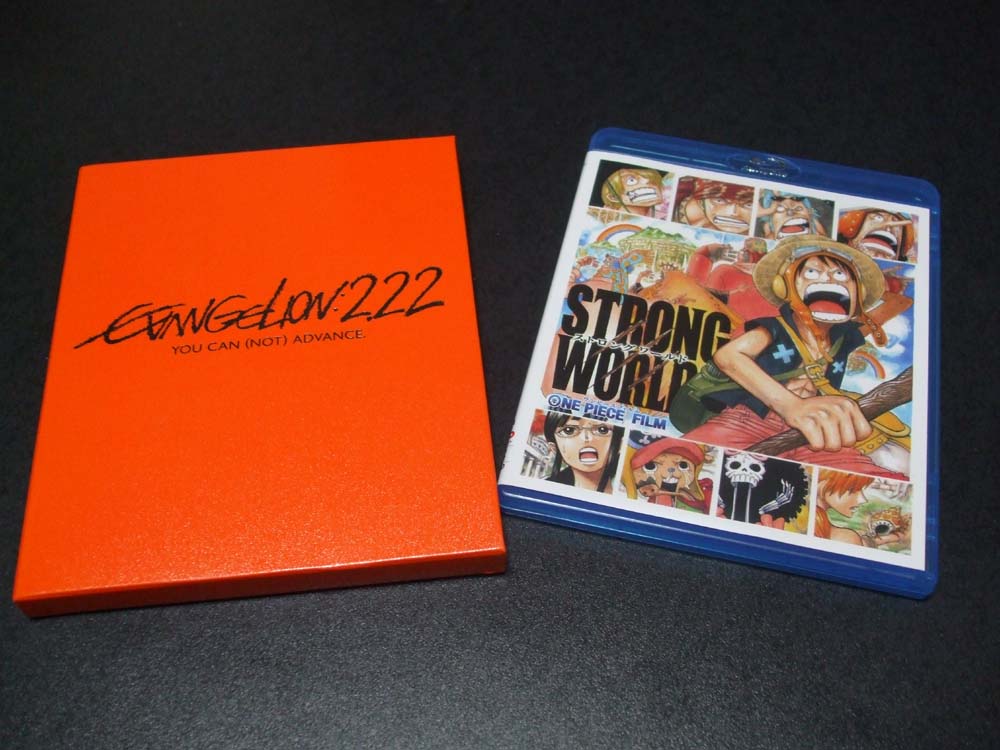 EVANGELION:2.22
YOU CAN (NOT) ADVANCE.
STRONG
ストロングワールド
WORLD
ONE PIECE FILM